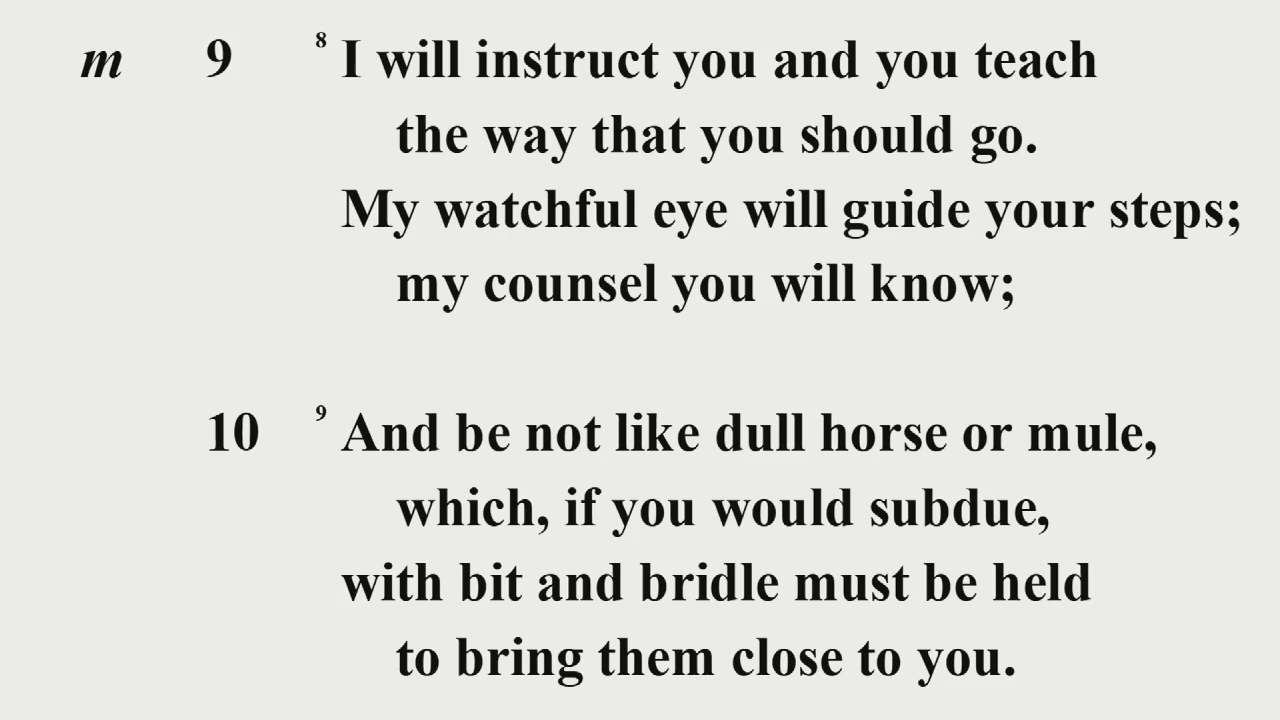 m 9 8 I will instruct you and you teach
the way that you should go.
My watchful eye will guide your steps;
my counsel you will know;
10 9 And be not like dull horse or mule,
which, if you would subdue,
with bit and bridle must be held
to bring them close to you.